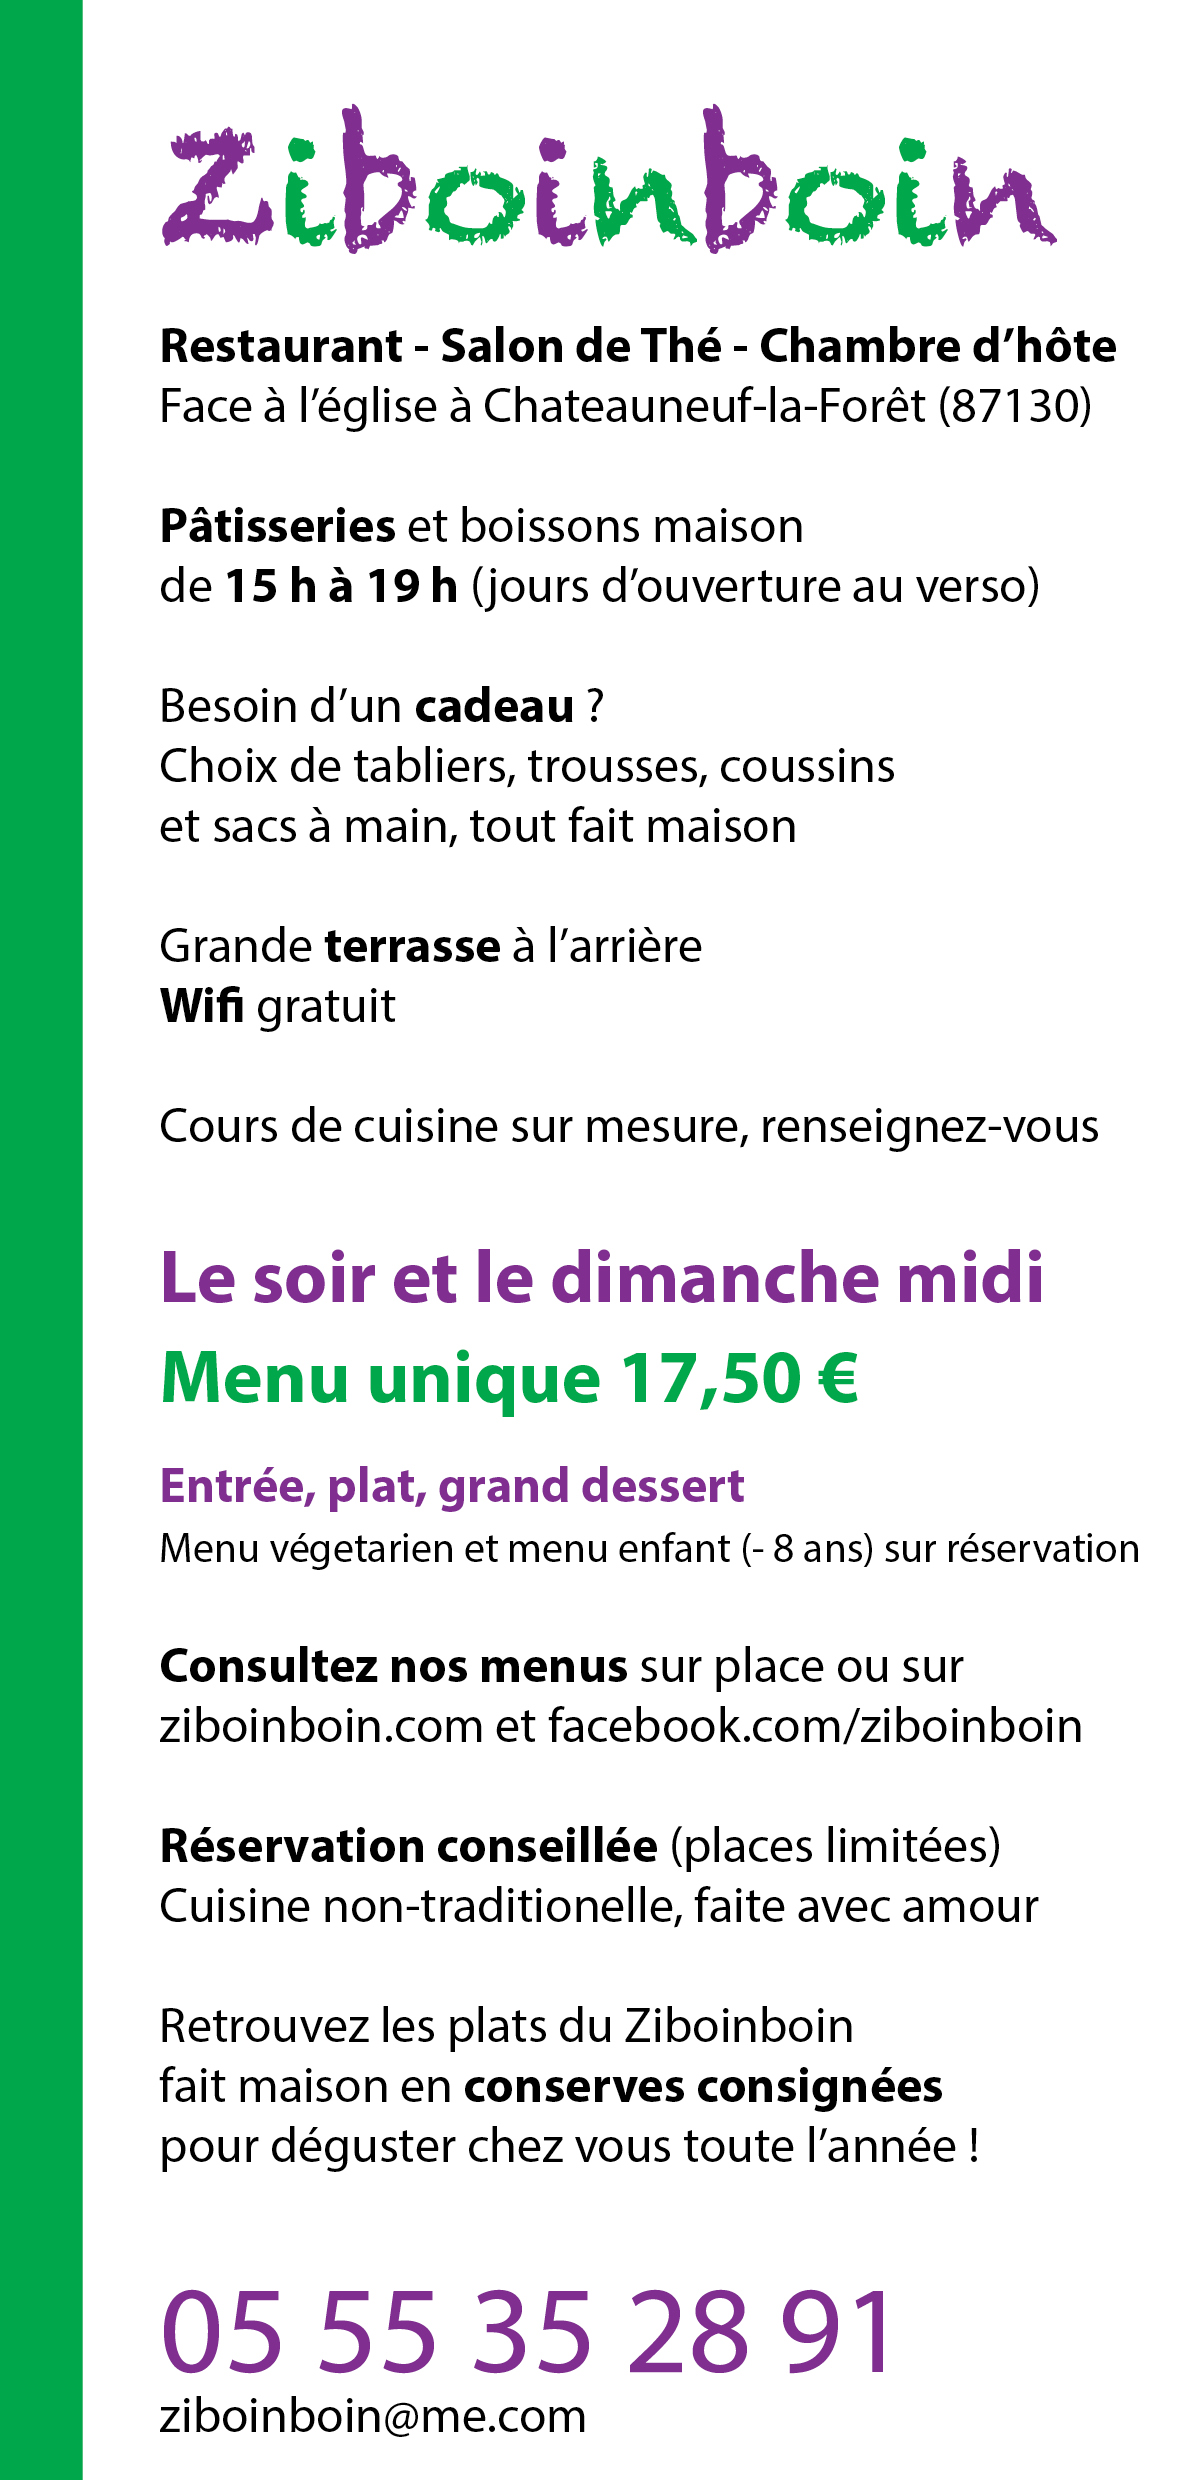 Ziboinboin
Restaurant - Salon de Thé - Chambre d’hôte
Face à l’église à Chateauneuf-la-Forêt (87130)
Pâtisseries et boissons maison
de 15 h à 19 h (jours d’ouverture au verso)
Besoin d’un cadeau ?
Choix de tabliers, trousses, coussins
et sacs à main, tout fait maison
Grande terrasse à l’arrière
Wifi gratuit
Cours de cuisine sur mesure, renseignez-vous
Le soir et le dimanche midi
Menu unique 17,50 €
Entrée, plat, grand dessert
Menu végetarien et menu enfant (- 8 ans) sur réservation
Consultez nos menus sur place ou sur
ziboinboin.com et facebook.com/ziboinboin
Réservation conseillée (places limitées)
Cuisine non-traditionelle, faite avec amour
Retrouvez les plats du Ziboinboin
fait maison en conserves consignées
pour déguster chez vous toute l’année !
05 55 35 28 91
ziboinboin@me.com